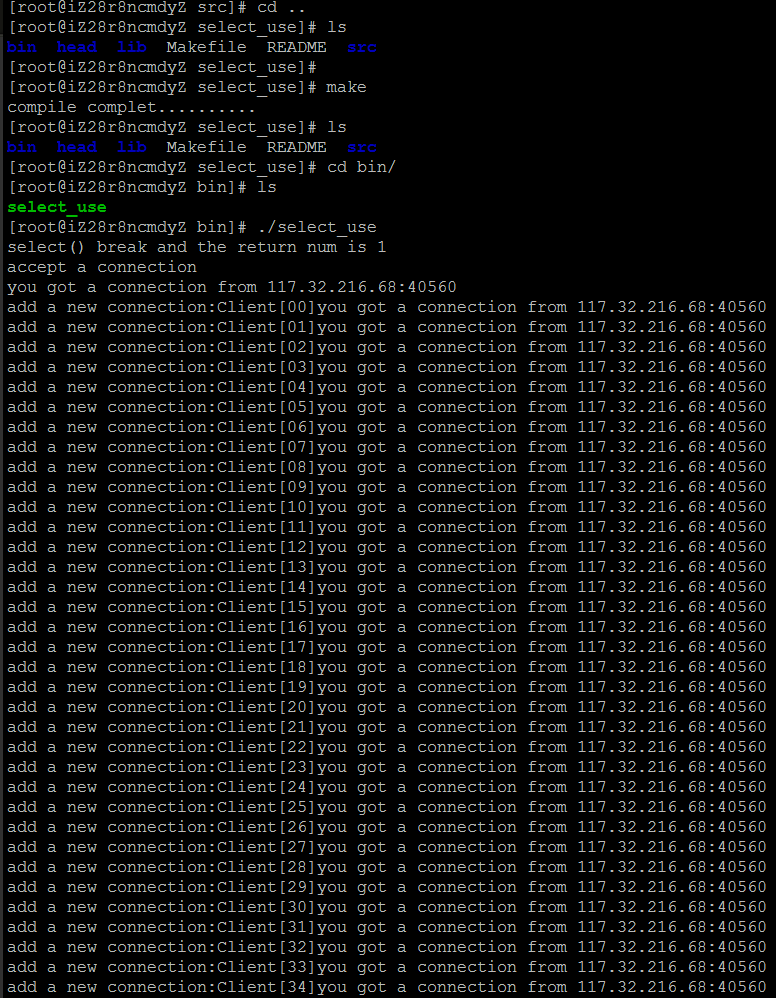 [root@iZ28r8ncmdyZ src]# cd ..
[root@iZ28r8ncmdyZ select_use]# ls
bin  head  lib  Makefile  README  src
[root@iZ28r8ncmdyZ select_use]#
[root@iZ28r8ncmdyZ select_use]# make
compile complet..........
[root@iZ28r8ncmdyZ select_use]# ls
bin  head  lib  Makefile  README  src
[root@iZ28r8ncmdyZ select_use]# cd bin/
[root@iZ28r8ncmdyZ bin]# ls
select_use
[root@iZ28r8ncmdyZ bin]# ./select_use
select() break and the return num is 1
accept a connection
you got a connection from 117.32.216.68:40560
add a new connection:Client[00]you got a connection from 117.32.216.68:40560
add a new connection:Client[01]you got a connection from 117.32.216.68:40560
add a new connection:Client[02]you got a connection from 117.32.216.68:40560
add a new connection:Client[03]you got a connection from 117.32.216.68:40560
add a new connection:Client[04]you got a connection from 117.32.216.68:40560
add a new connection:Client[05]you got a connection from 117.32.216.68:40560
add a new connection:Client[06]you got a connection from 117.32.216.68:40560
add a new connection:Client[07]you got a connection from 117.32.216.68:40560
add a new connection:Client[08]you got a connection from 117.32.216.68:40560
add a new connection:Client[09]you got a connection from 117.32.216.68:40560
add a new connection:Client[10]you got a connection from 117.32.216.68:40560
add a new connection:Client[11]you got a connection from 117.32.216.68:40560
add a new connection:Client[12]you got a connection from 117.32.216.68:40560
add a new connection:Client[13]you got a connection from 117.32.216.68:40560
add a new connection:Client[14]you got a connection from 117.32.216.68:40560
add a new connection:Client[15]you got a connection from 117.32.216.68:40560
add a new connection:Client[16]you got a connection from 117.32.216.68:40560
add a new connection:Client[17]you got a connection from 117.32.216.68:40560
add a new connection:Client[18]you got a connection from 117.32.216.68:40560
add a new connection:Client[19]you got a connection from 117.32.216.68:40560
add a new connection:Client[20]you got a connection from 117.32.216.68:40560
add a new connection:Client[21]you got a connection from 117.32.216.68:40560
add a new connection:Client[22]you got a connection from 117.32.216.68:40560
add a new connection:Client[23]you got a connection from 117.32.216.68:40560
add a new connection:Client[24]you got a connection from 117.32.216.68:40560
add a new connection:Client[25]you got a connection from 117.32.216.68:40560
add a new connection:Client[26]you got a connection from 117.32.216.68:40560
add a new connection:Client[27]you got a connection from 117.32.216.68:40560
add a new connection:Client[28]you got a connection from 117.32.216.68:40560
add a new connection:Client[29]you got a connection from 117.32.216.68:40560
add a new connection:Client[30]you got a connection from 117.32.216.68:40560
add a new connection:Client[31]you got a connection from 117.32.216.68:40560
add a new connection:Client[32]you got a connection from 117.32.216.68:40560
add a new connection:Client[33]you got a connection from 117.32.216.68:40560
add a new connection:Client[34]you got a connection from 117.32.216.68:40560